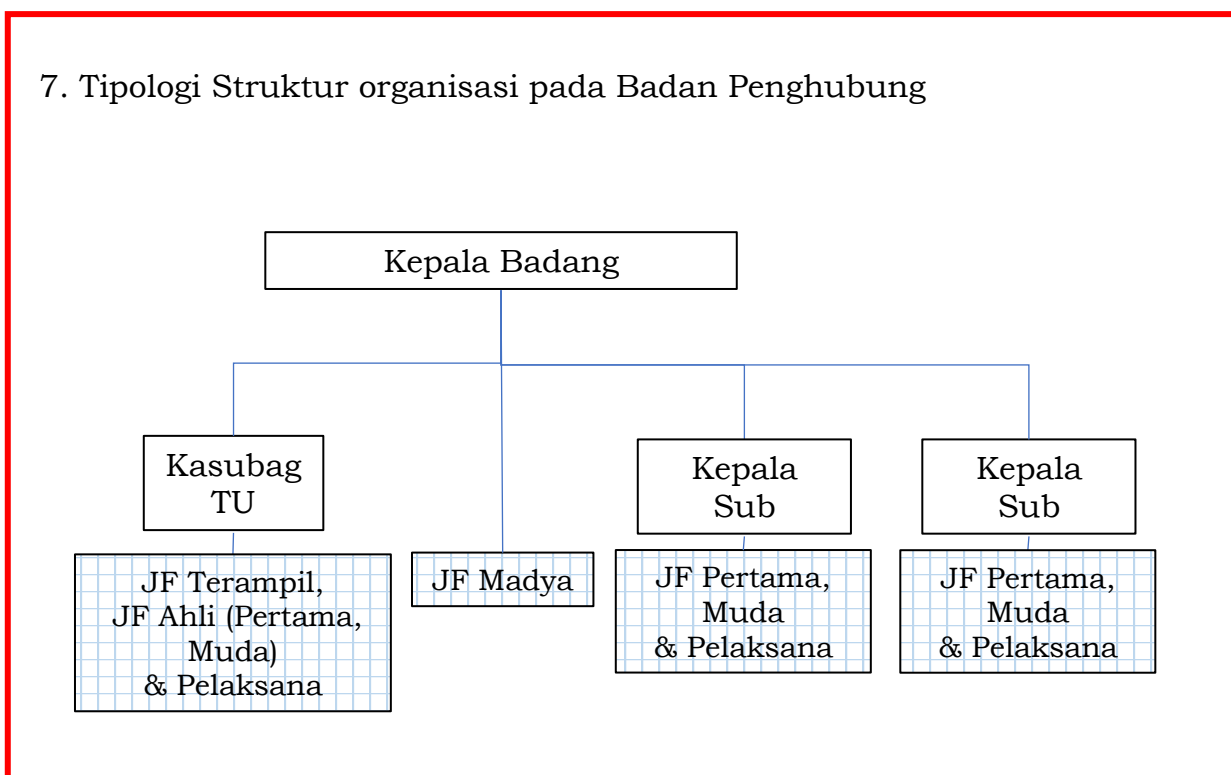 7. Tipologi Struktur organisasi pada Badan Penghubung
Kepala Badang
Kasubag
TU
Kepala
Sub
Kepala
Sub
JF Terampil,
JF Ahli (Pertama,
Muda)
& Pelaksana
JF Madya
JF Pertama,
Muda
& Pelaksana
JF Pertama,
Muda
& Pelaksana